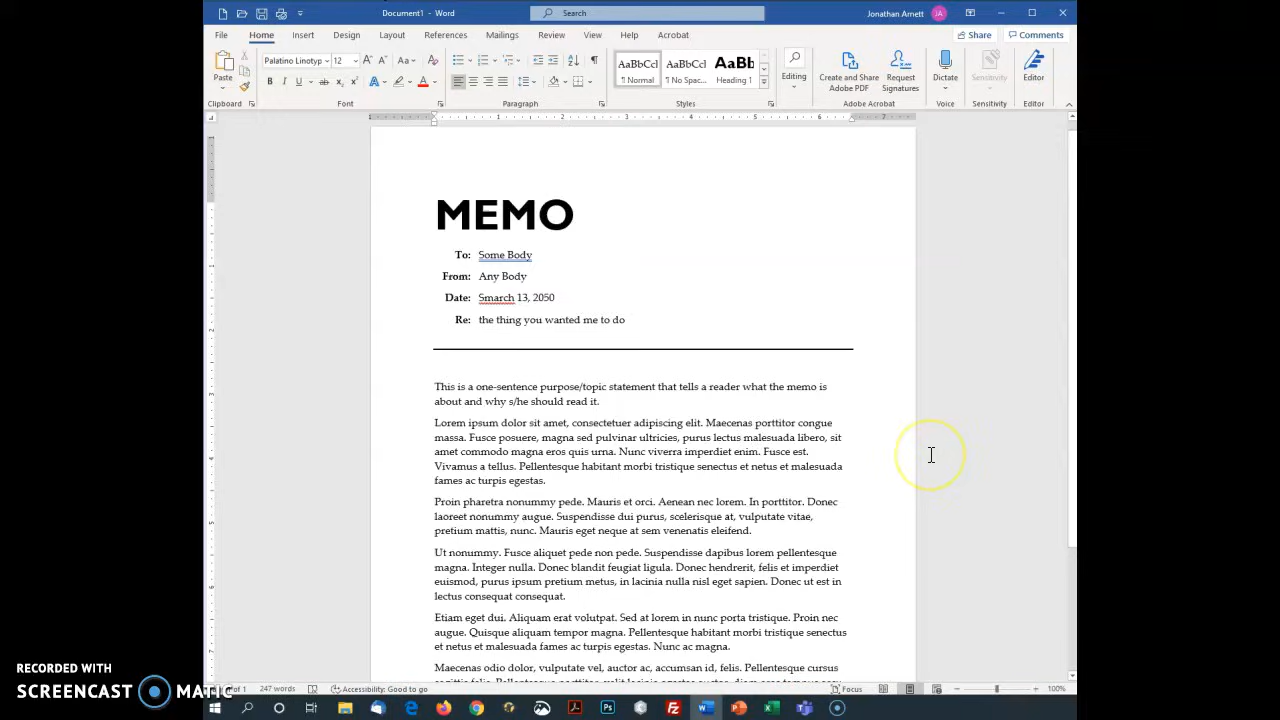 Document1 - Word
Search
Jonathan Arnett
JA
File Home Insert Design Layout References Mailings Review View Help Acrobat
Share
Comments
Paste
Palatino Linotyp
12
AaBbCcI
¶ Normal
AaBbCcI
¶ No Spac...
AaBb
Heading 1
Editing
Create and Share
Adobe PDF
Request
Signatures
Dictate
Sensitivity
Editor
Clipboard
Font
Paragraph
Styles
Adobe Acrobat
Voice
Sensitivity
Editor
MEMO
To: Some Body
From: Any Body
Date: Smarch 13, 2050
Re: the thing you wanted me to do
This is a one-sentence purpose/topic statement that tells a reader what the memo is
about and why s/he should read it.
Lorem ipsum dolor sit amet, consectetuer adipiscing elit. Maecenas porttitor congue
massa. Fusce posuere, magna sed pulvinar ultricies, purus lectus malesuada libero, sit
amet commodo magna eros quis urna. Nunc viverra imperdiet enim. Fusce est.
Vivamus a tellus. Pellentesque habitant morbi tristique senectus et netus et malesuada
fames ac turpis egestas.
Proin pharetra nonummy pede. Mauris et orci. Aenean nec lorem. In porttitor. Donec
laoreet nonummy augue. Suspendisse dui purus, scelerisque at, vulputate vitae,
pretium mattis, nunc. Mauris eget neque at sem venenatis eleifend.
Ut nonummy. Fusce aliquet pede non pede. Suspendisse dapibus lorem pellentesque
magna. Integer nulla. Donec blandit feugiat ligula. Donec hendrerit, felis et imperdiet
euismod, purus ipsum pretium metus, in lacinia nulla nisl eget sapien. Donec ut est in
lectus consequat consequat.
Etiam eget dui. Aliquam erat volutpat. Sed at lorem in nunc porta tristique. Proin nec
augue. Quisque aliquam tempor magna. Pellentesque habitant morbi tristique senectus
et netus et malesuada fames ac turpis egestas. Nunc ac magna.
Maecenas odio dolor, vulputate vel, auctor ac, accumsan id, felis. Pellentesque cursus
of 1
247 words
Accessibility: Good to go
Focus
100%
RECORDED WITH
SCREENCAST MATIC